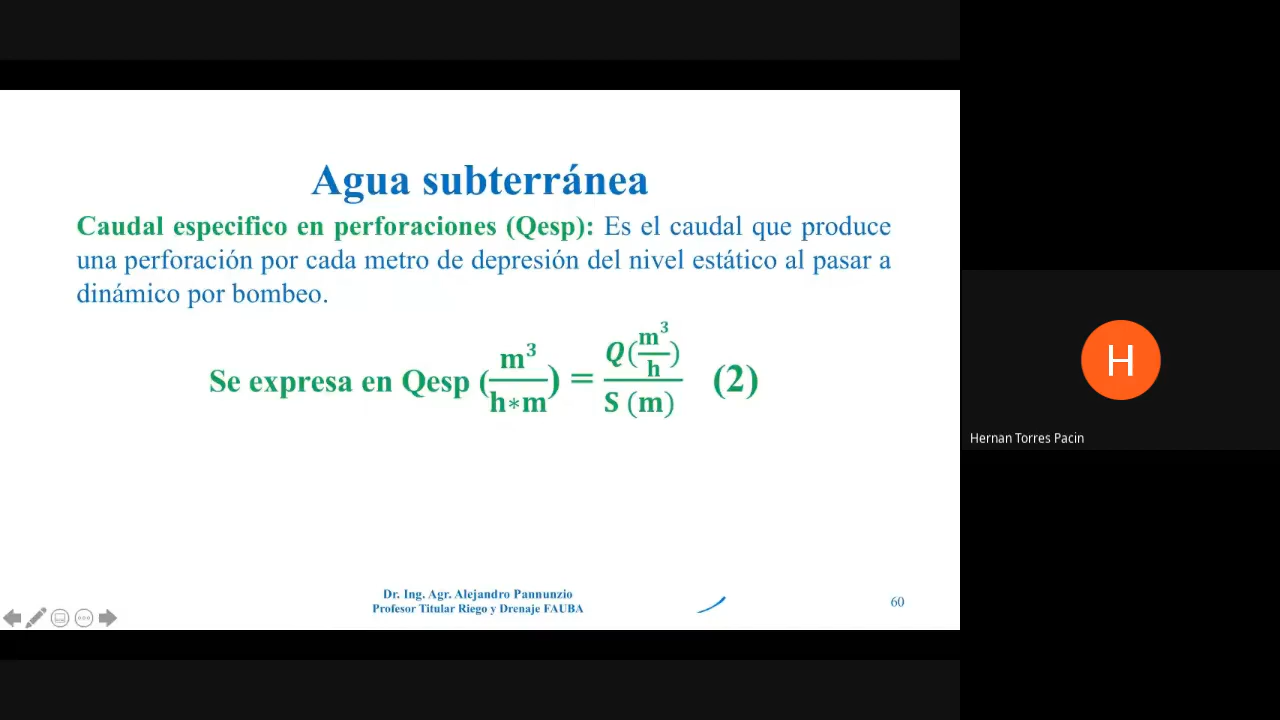 Agua subterránea
Caudal especifico en perforaciones (Qesp): Es el caudal que produce
una perforación por cada metro de depresión del nivel estático al pasar a
dinámico por bombeo.
Se expresa en Qesp (m³/h*m) = Q(m³/h)/S (m) (2)
Dr. Ing. Agr. Alejandro Pannunzio
Profesor Titular Riego y Drenaje FAUBA
60
H
Hernan Torres Pacin